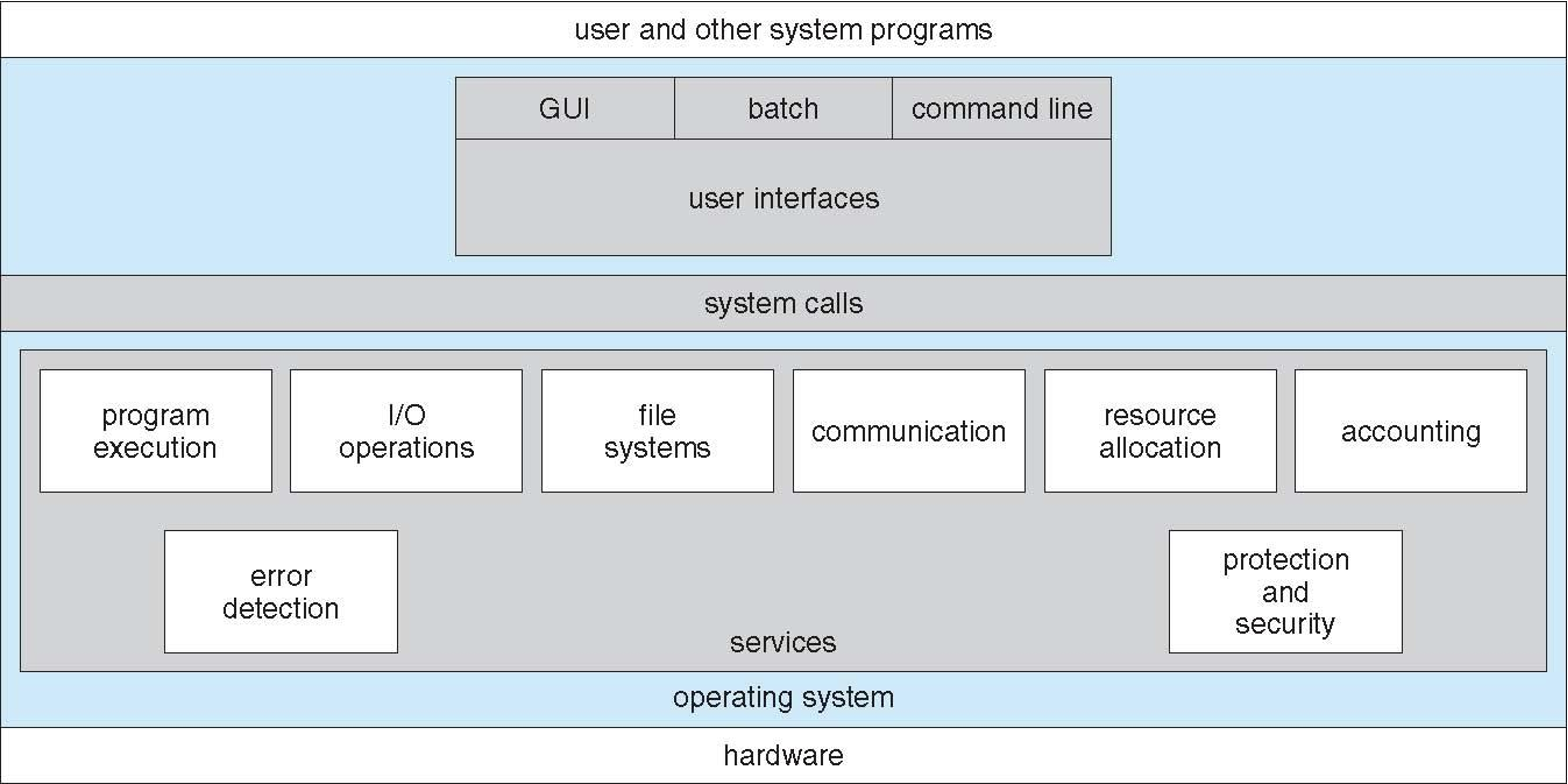 user and other system programs
GUI
batch
command line
user interfaces
system calls
program
execution
I/O
operations
file
systems
communication
resource
allocation
accounting
error
detection
protection
and
security
services
operating system
hardware